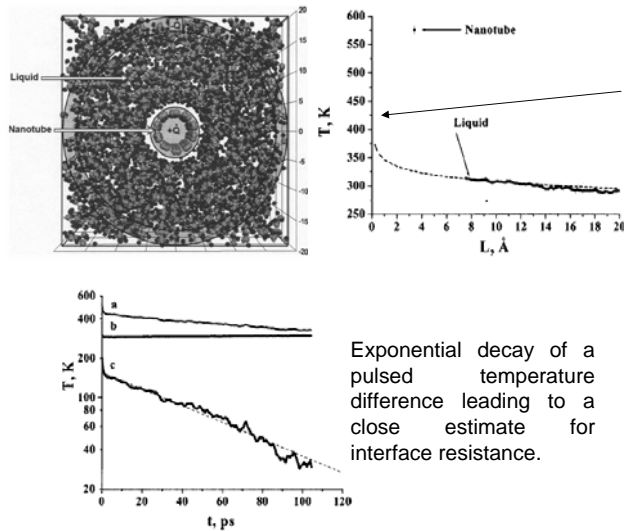 20
15
10
5
0
-5
-10
-15
-20
Liquid
Nanotube
+Q
600
550
500
450
400
350
300
250
T, K
Nanotube
Liquid
0 2 4 6 8 10 12 14 16 18 20
L, Å
600
400
200
100
80
60
40
20
T, K
a
b
c
0 20 40 60 80 100 120
t, ps
Exponential decay of a
pulsed temperature
difference leading to a
close estimate for
interface resistance.